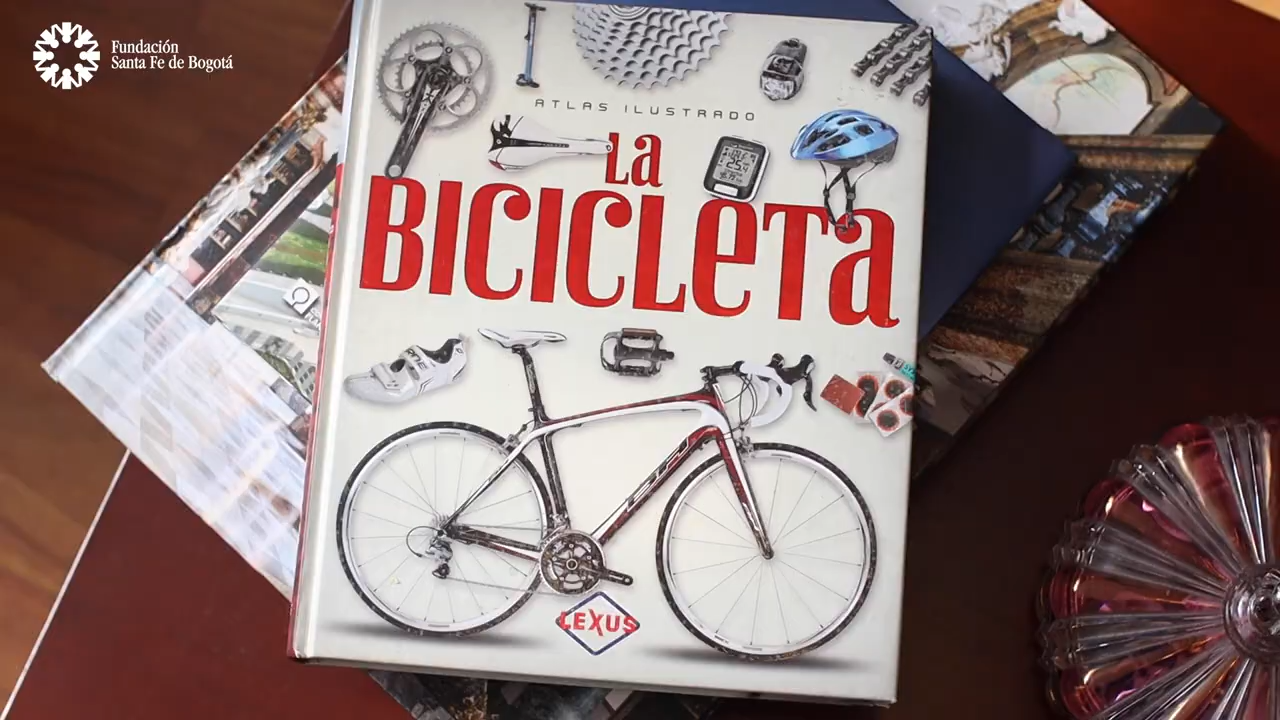 Fundación
Santa Fe de Bogotá
ATLAS ILUSTRADO
La
BICICLETA
LEXUS